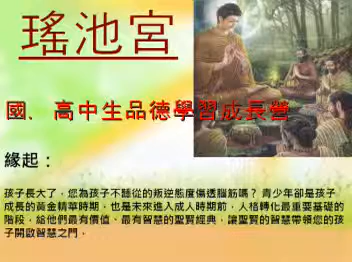 瑤池宮
國﹑高中生品德學習成長營
緣起：
孩子長大了，您為孩子不聽從的叛逆態度傷透腦筋嗎？ 青少年卻是孩子
成長的黃金精華時期，也是未來進入成人時期前，人格轉化最重要基礎的
階段，給他們最有價值、最有智慧的聖賢經典，讓聖賢的智慧帶領您的孩
子開啟智慧之門，